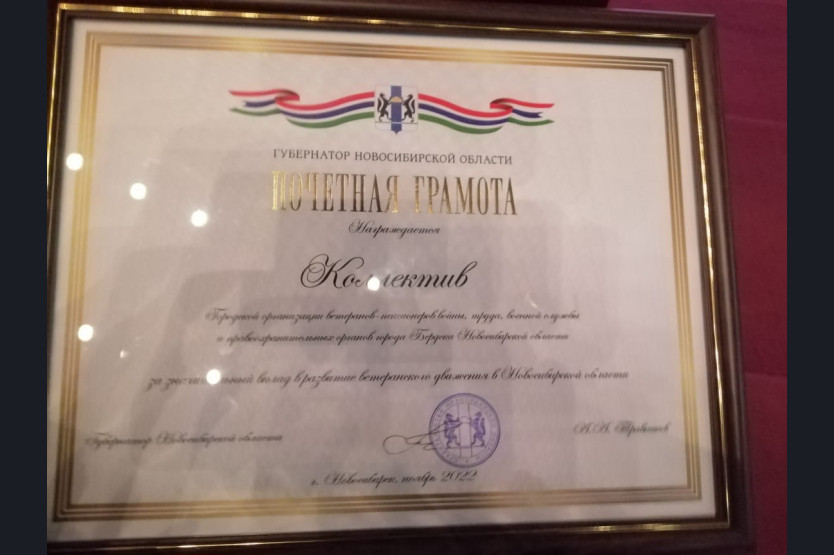 ГУБЕРНАТОР НОВОСИБИРСКОЙ ОБЛАСТИ
ПОЧЕТНАЯ ГРАМОТА
Награждается
Коллектив
Городской организации ветеранов-пенсионеров войны, труда, военной службы
и правоохранительных органов города Бердска Новосибирской области
за значительный вклад в развитие ветеранского движения в Новосибирской области
Губернатор Новосибирской области
А.А. Травников
г. Новосибирск, ноябрь 2022